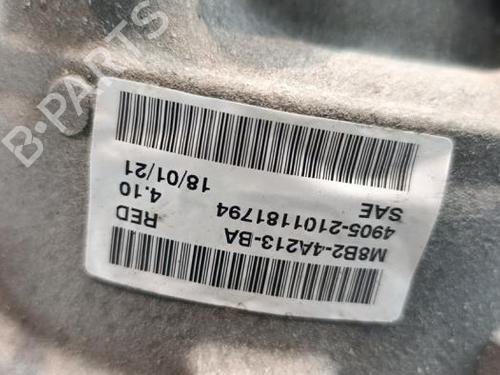 M8B2-4A213-BA
RED
4905-2101181794
4.10
SAE
18/01/21
B-PARTS